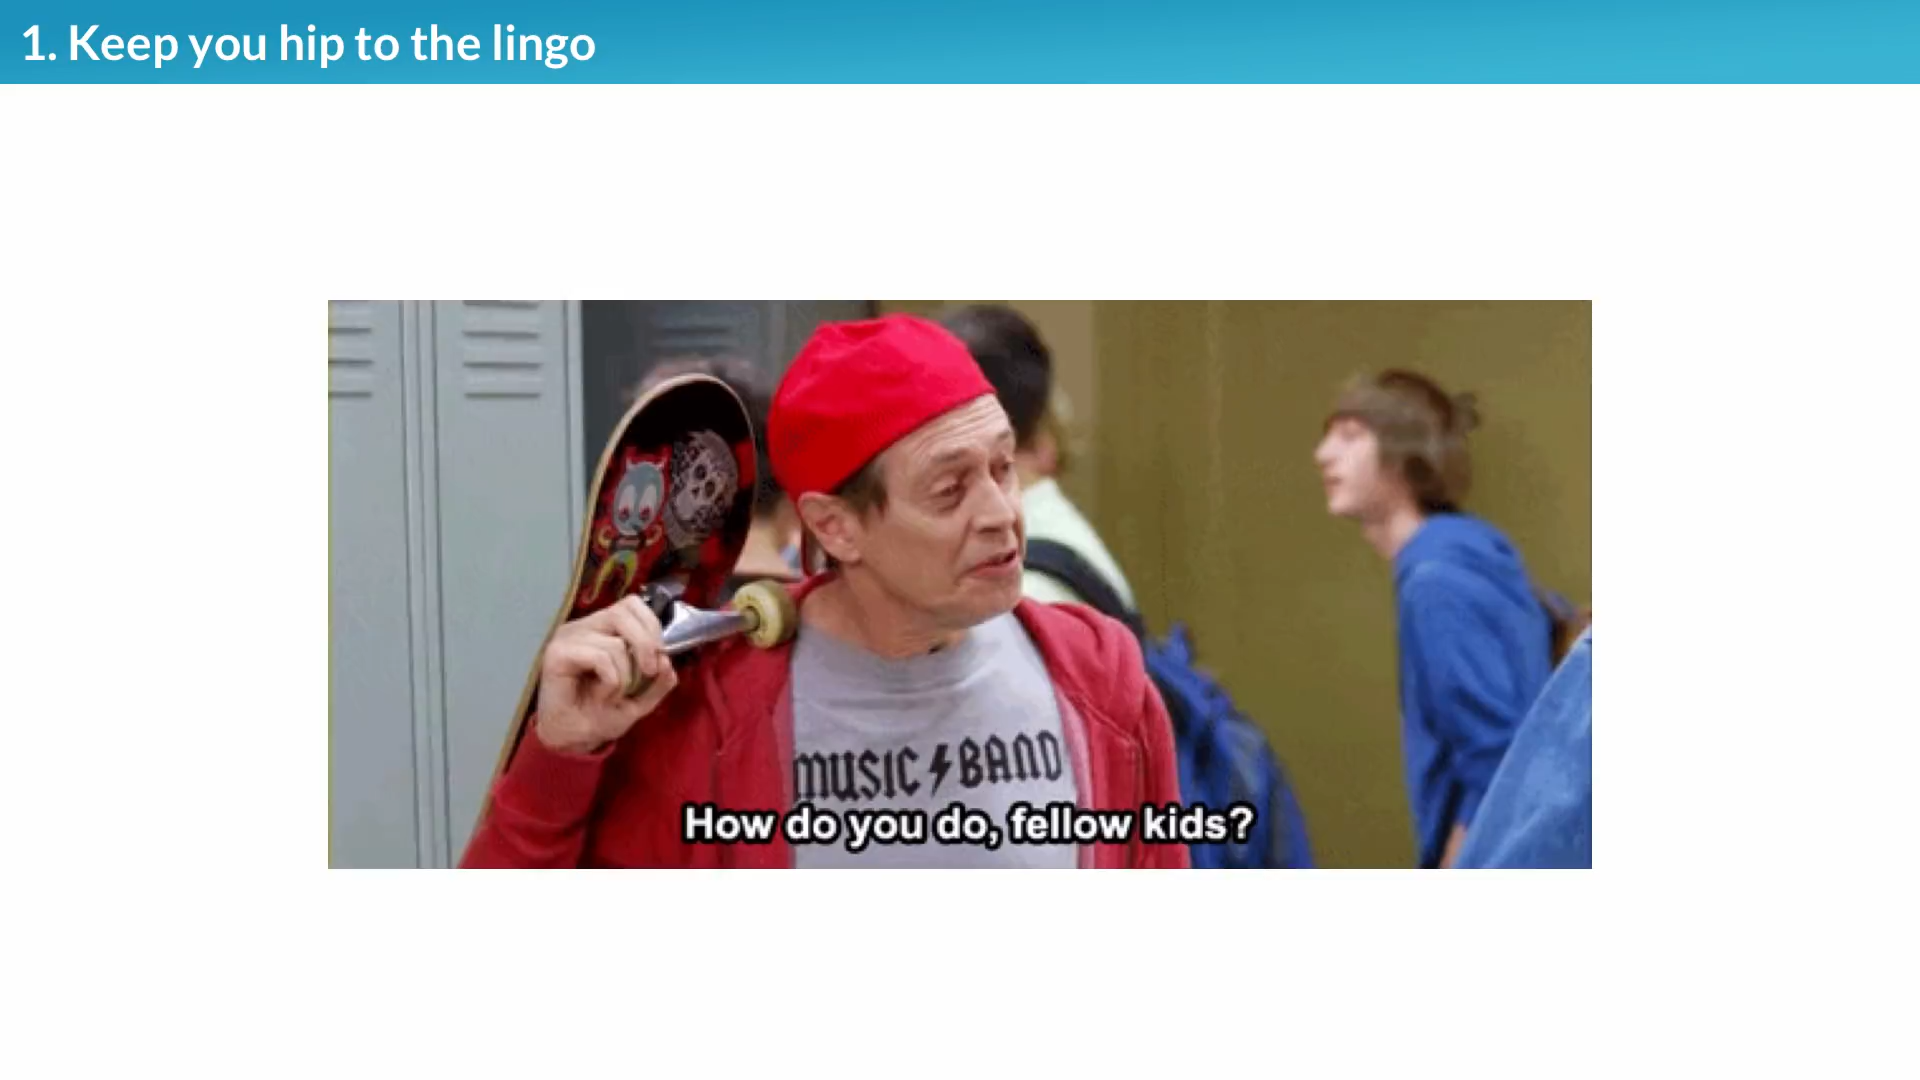 1. Keep you hip to the lingo
MUSIC⚡BAND
How do you do, fellow kids?